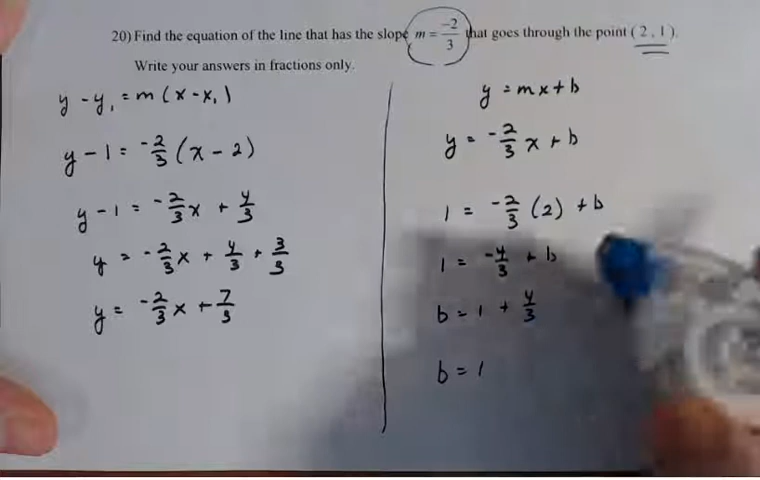 20) Find the equation of the line that has the slope m = -2/3 that goes through the point (2, 1).
Write your answers in fractions only.
y - y₁ = m(x - x₁)
y - 1 = -2/3 (x - 2)
y - 1 = -2/3 x + 4/3
y = -2/3 x + 4/3 + 3/3
y = -2/3 x + 7/3
y = mx + b
y = -2/3 x + b
1 = -2/3 (2) + b
1 = -4/3 + b
b = 1 + 4/3
b = 1